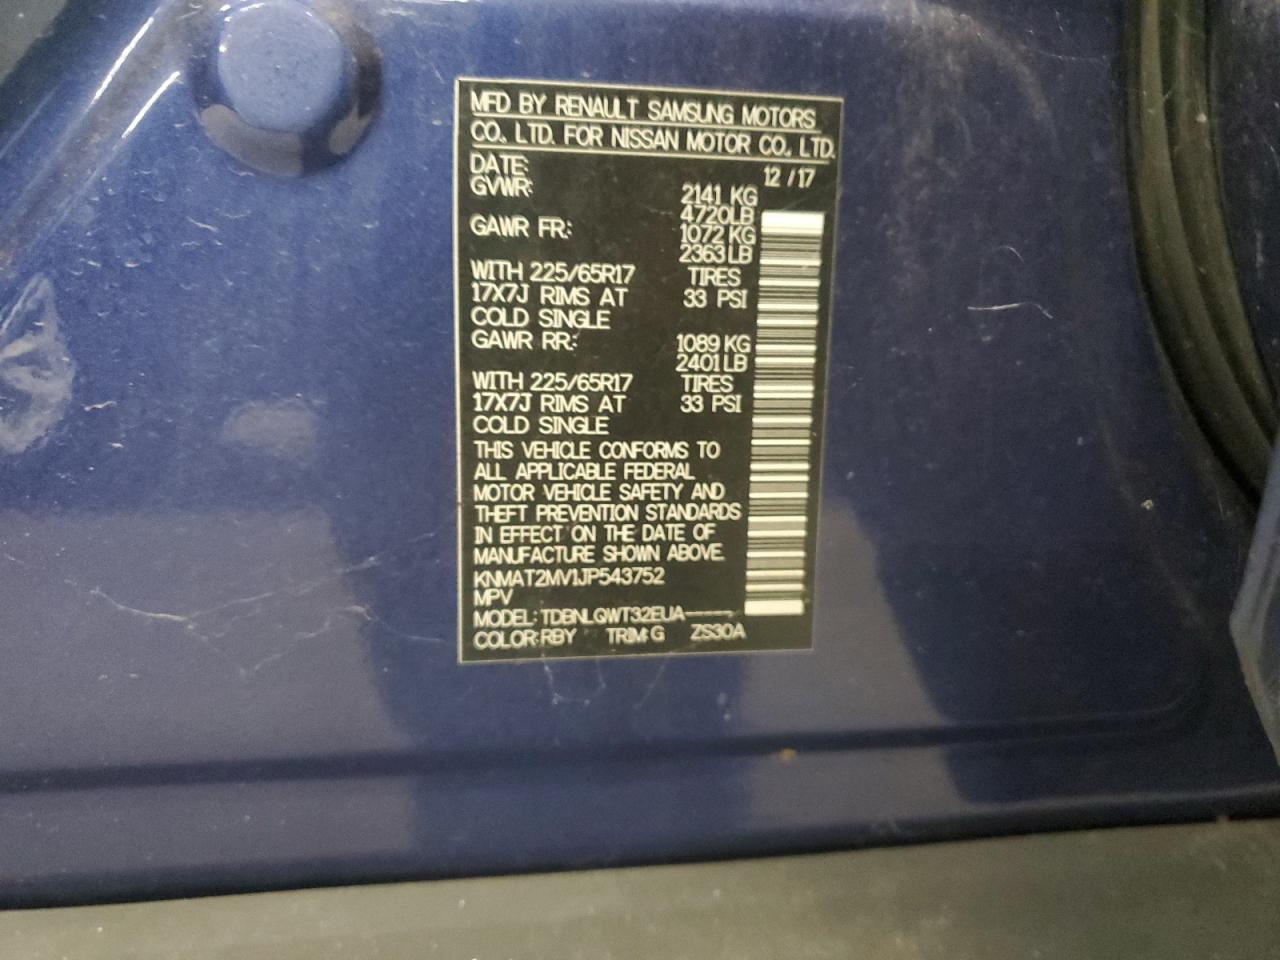 MFD BY RENAULT SAMSUNG MOTORS
CO., LTD. FOR NISSAN MOTOR CO., LTD.
DATE: 12 / 17
GVWR: 2141 KG
4720LB
GAWR FR.: 1072 KG
2363 LB
WITH 225/65R17 TIRES
17X7J RIMS AT 33 PSI
COLD SINGLE
GAWR RR.: 1089 KG
2401 LB
WITH 225/65R17 TIRES
17X7J RIMS AT 33 PSI
COLD SINGLE
THIS VEHICLE CONFORMS TO
ALL APPLICABLE FEDERAL
MOTOR VEHICLE SAFETY AND
THEFT PREVENTION STANDARDS
IN EFFECT ON THE DATE OF
MANUFACTURE SHOWN ABOVE.
KNMAT2MV1JP543752
MPV
MODEL: TDBNLQWT32EUA-----
COLOR:RBY TRIM:G ZS30A